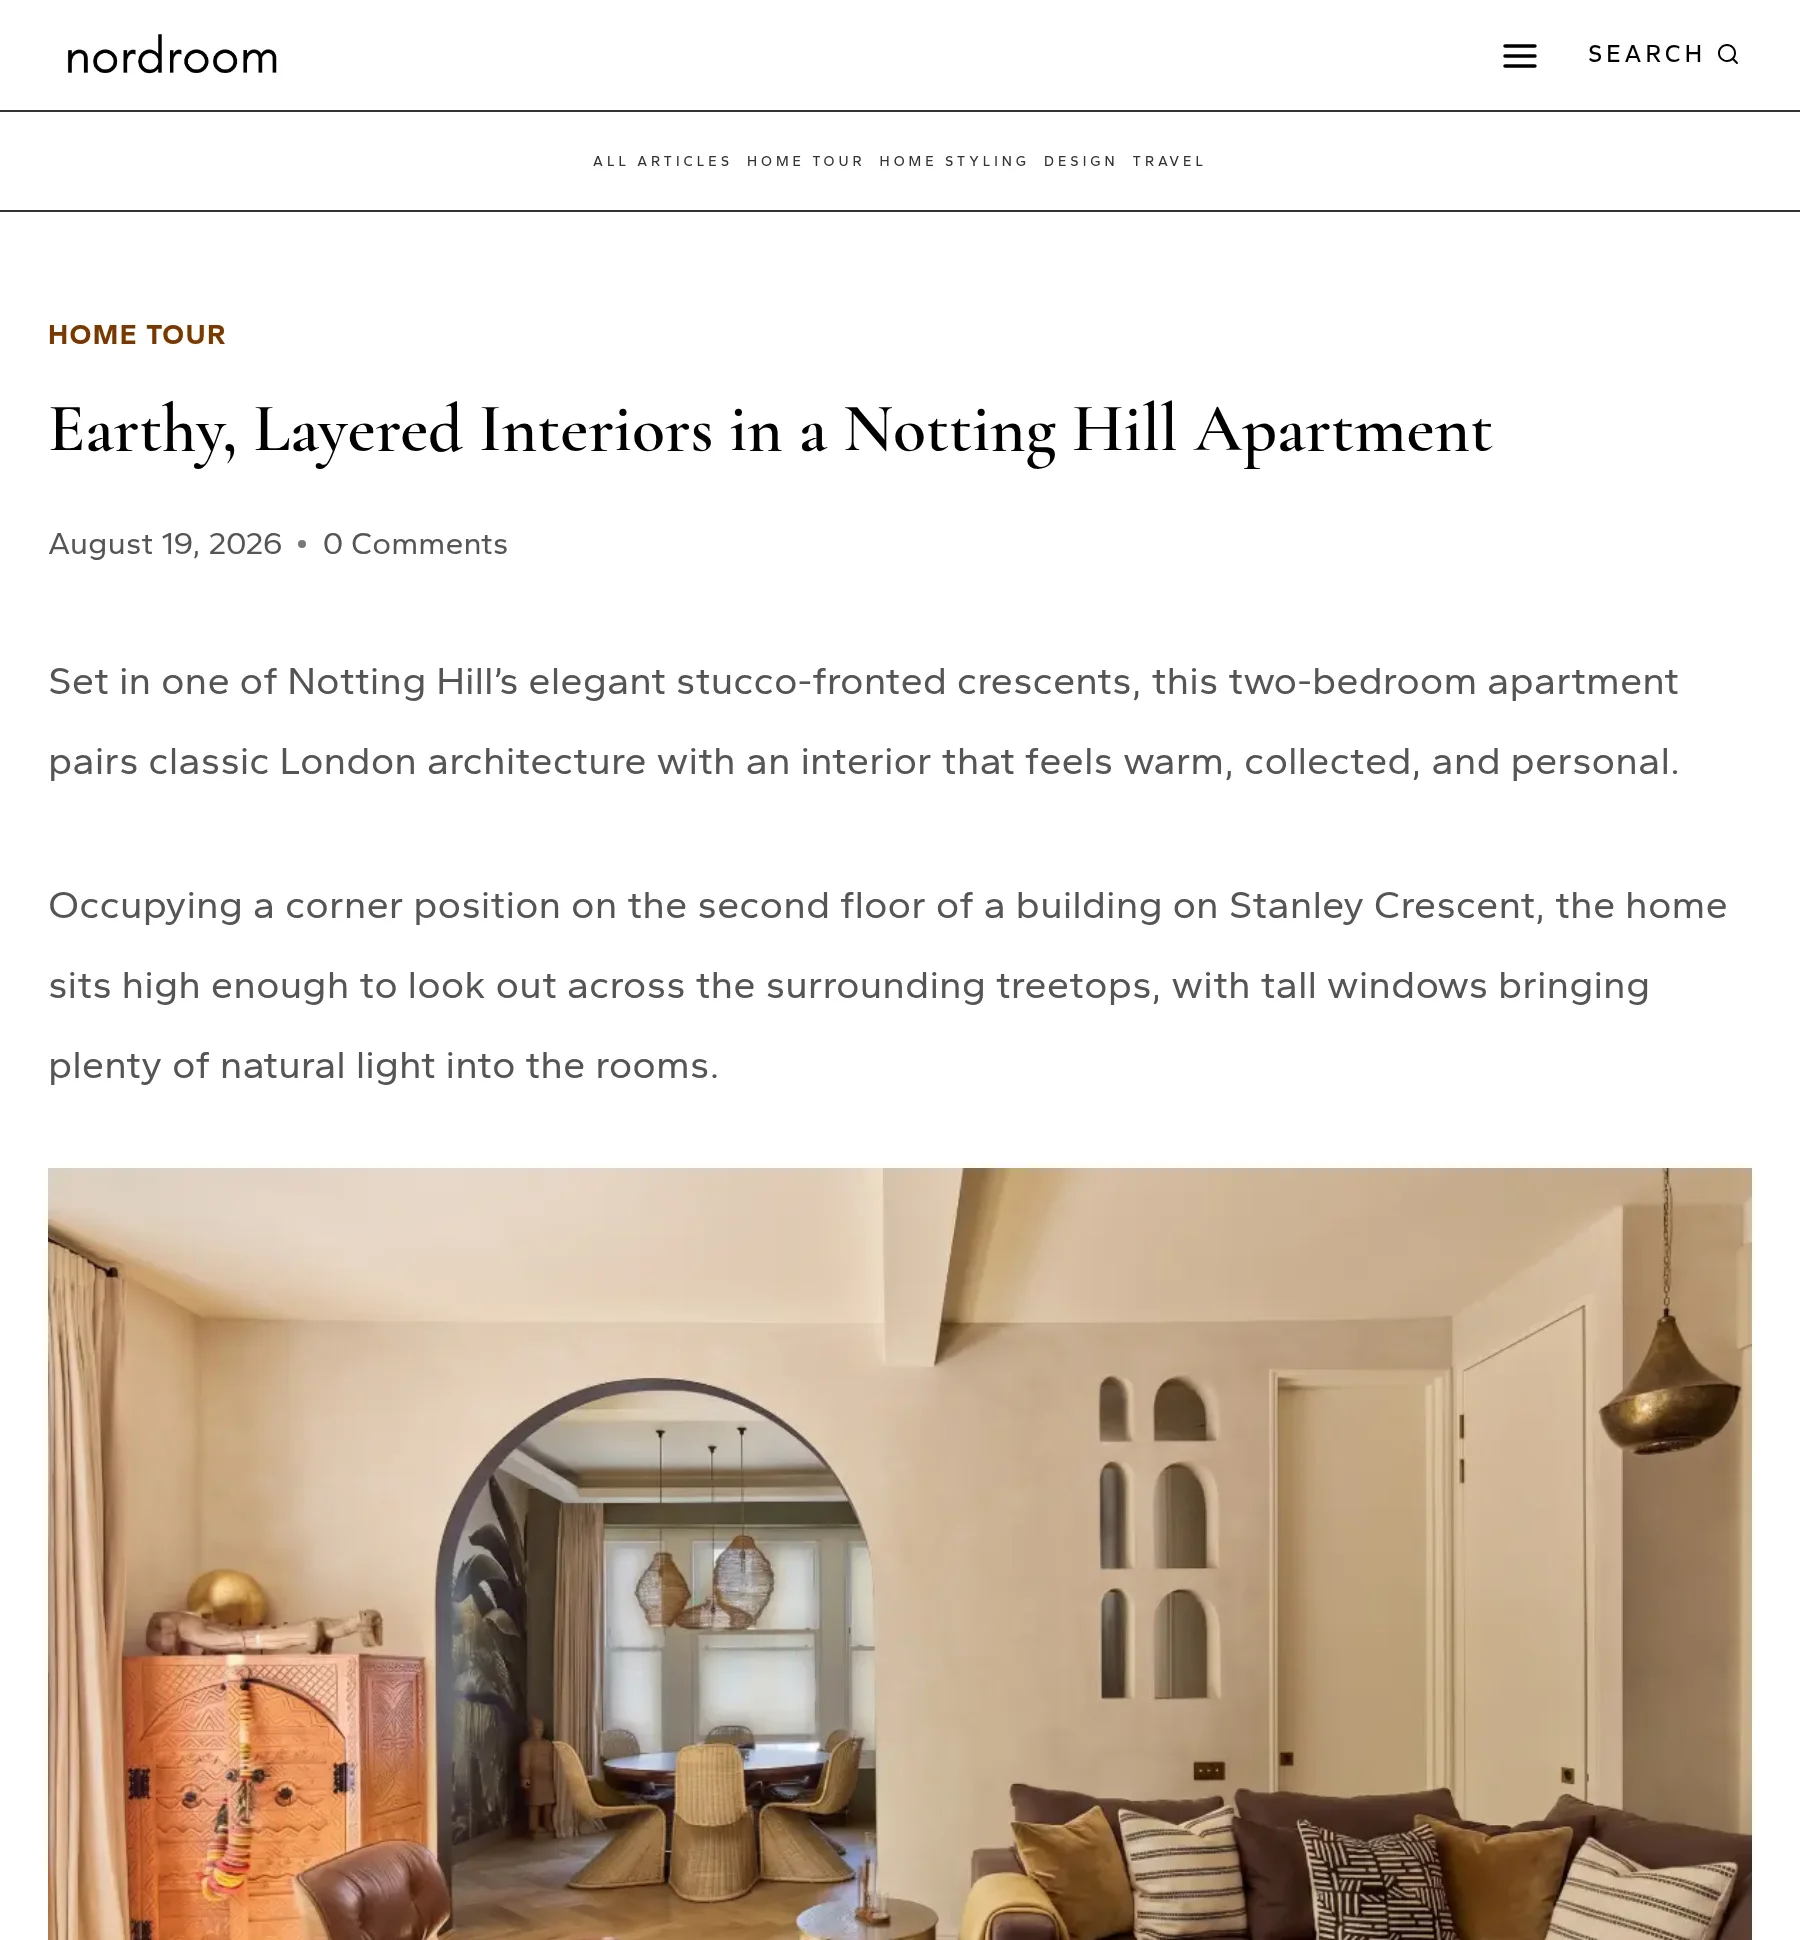 nordroom
SEARCH
ALL ARTICLES HOME TOUR HOME STYLING DESIGN TRAVEL
HOME TOUR
Earthy, Layered Interiors in a Notting Hill Apartment
August 19, 2026 • 0 Comments
Set in one of Notting Hill’s elegant stucco-fronted crescents, this two-bedroom apartment
pairs classic London architecture with an interior that feels warm, collected, and personal.
Occupying a corner position on the second floor of a building on Stanley Crescent, the home
sits high enough to look out across the surrounding treetops, with tall windows bringing
plenty of natural light into the rooms.